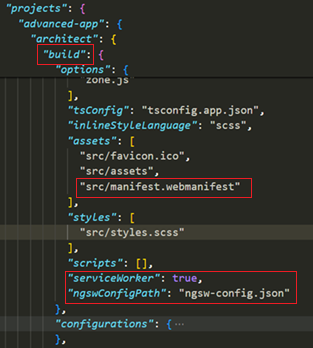 "projects": {
"advanced-app": {
"architect": {
"build": {
"options": {
zone.js
],
"tsConfig": "tsconfig.app.json",
"inlineStyleLanguage": "scss",
"assets": [
"src/favicon.ico",
"src/assets",
"src/manifest.webmanifest"
],
"styles": [
"src/styles.scss"
],
"scripts": [],
"serviceWorker": true,
"ngswConfigPath": "ngsw-config.json"
},
"configurations": { ...
},